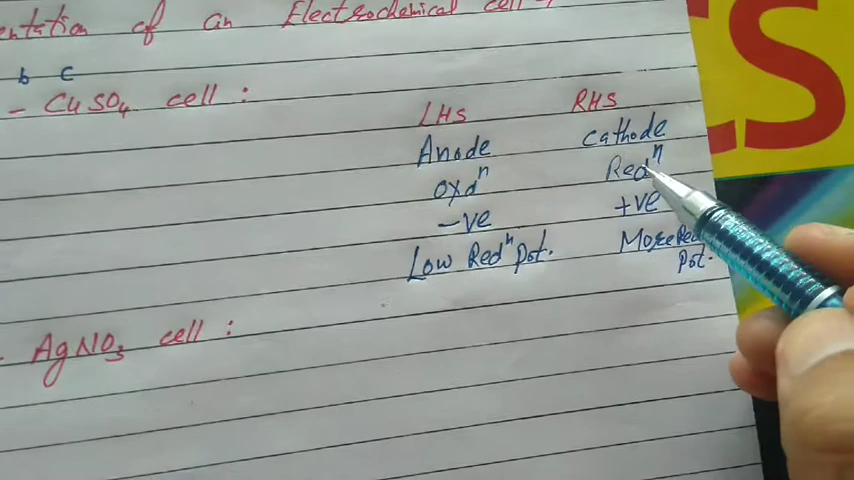 entation of an Electrochemical cell
b c
- CuSO₄ cell :
LHS RHS
Anode Cathode
oxdⁿ Redⁿ
-ve +ve
Low Redⁿ pot. More Red
pot.
AgNO₃ cell :